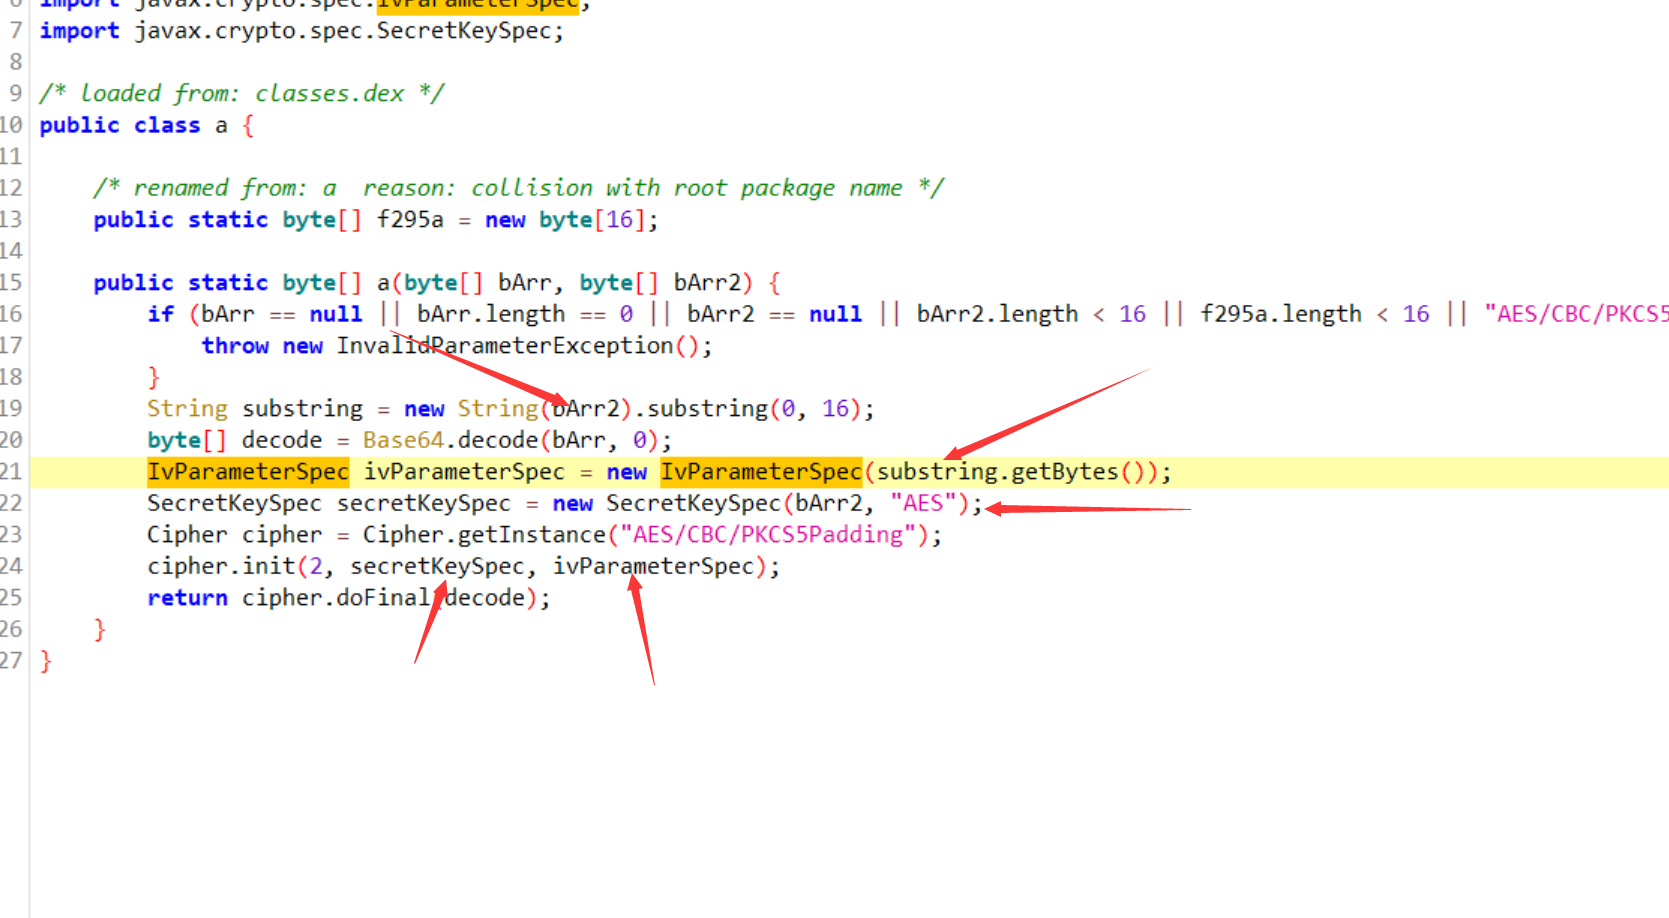 6 import javax.crypto.spec.IvParameterSpec;
7 import javax.crypto.spec.SecretKeySpec;
8
9 /* loaded from: classes.dex */
10 public class a {
11
12 /* renamed from: a  reason: collision with root package name */
13 public static byte[] f295a = new byte[16];
14
15 public static byte[] a(byte[] bArr, byte[] bArr2) {
16 if (bArr == null || bArr.length == 0 || bArr2 == null || bArr2.length < 16 || f295a.length < 16 || "AES/CBC/PKCS5
17 throw new InvalidParameterException();
18 }
19 String substring = new String(bArr2).substring(0, 16);
20 byte[] decode = Base64.decode(bArr, 0);
21 IvParameterSpec ivParameterSpec = new IvParameterSpec(substring.getBytes());
22 SecretKeySpec secretKeySpec = new SecretKeySpec(bArr2, "AES");
23 Cipher cipher = Cipher.getInstance("AES/CBC/PKCS5Padding");
24 cipher.init(2, secretKeySpec, ivParameterSpec);
25 return cipher.doFinal(decode);
26 }
27 }